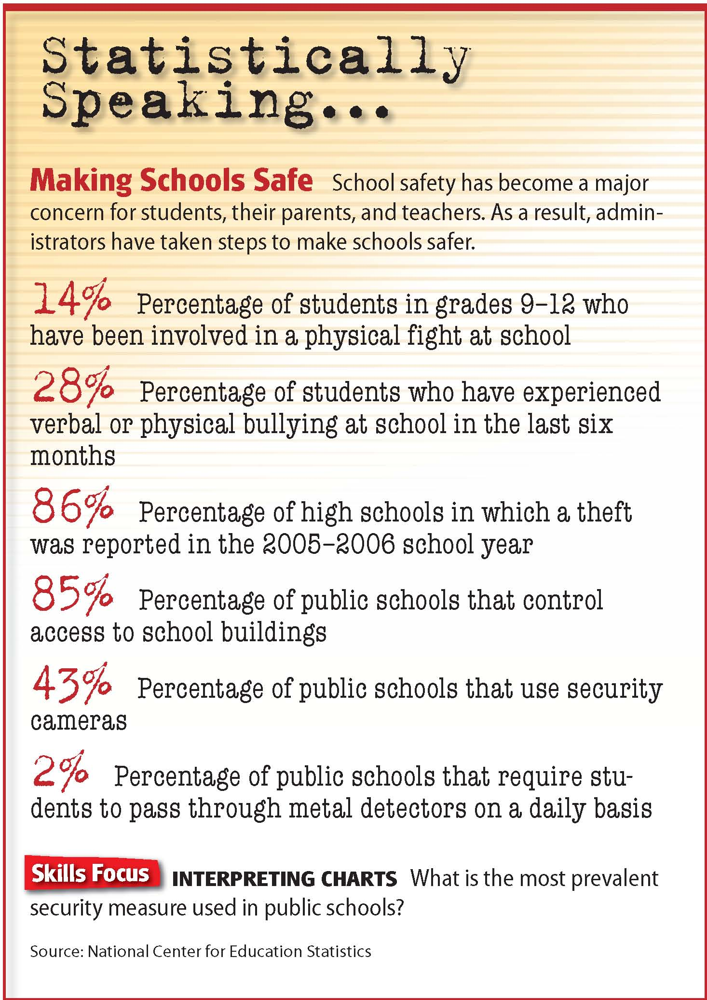 Statistically
Speaking...
Making Schools Safe School safety has become a major
concern for students, their parents, and teachers. As a result, admin-
istrators have taken steps to make schools safer.
14% Percentage of students in grades 9–12 who
have been involved in a physical fight at school
28% Percentage of students who have experienced
verbal or physical bullying at school in the last six
months
86% Percentage of high schools in which a theft
was reported in the 2005–2006 school year
85% Percentage of public schools that control
access to school buildings
43% Percentage of public schools that use security
cameras
2% Percentage of public schools that require stu-
dents to pass through metal detectors on a daily basis
Skills Focus INTERPRETING CHARTS What is the most prevalent
security measure used in public schools?
Source: National Center for Education Statistics